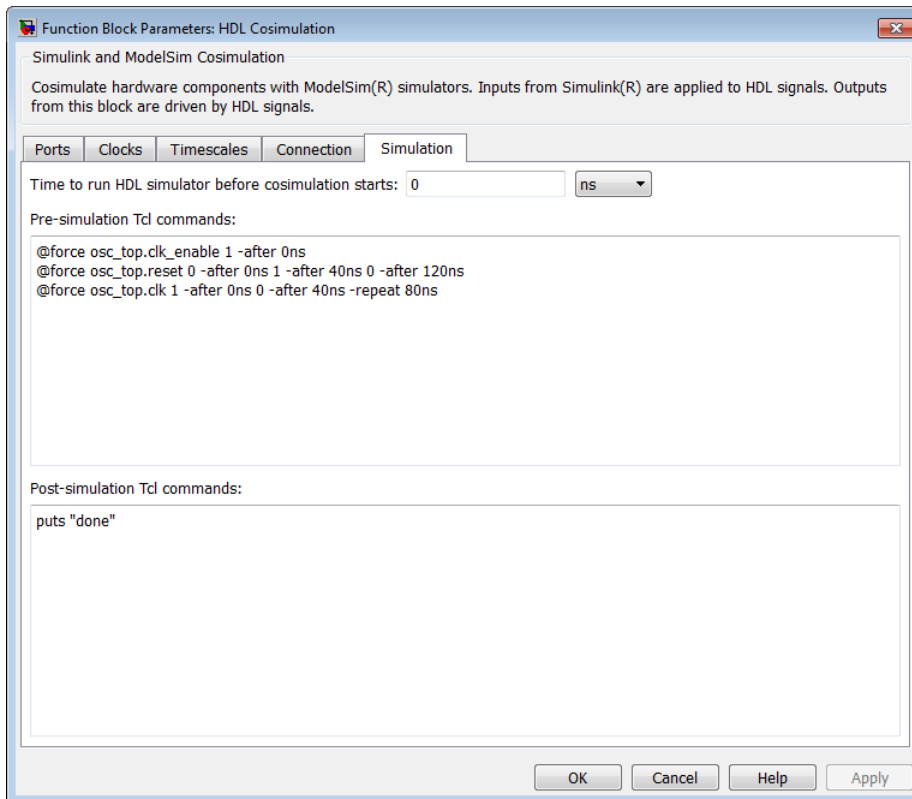 Function Block Parameters: HDL Cosimulation
Simulink and ModelSim Cosimulation
Cosimulate hardware components with ModelSim(R) simulators. Inputs from Simulink(R) are applied to HDL signals. Outputs
from this block are driven by HDL signals.
Ports Clocks Timescales Connection Simulation
Time to run HDL simulator before cosimulation starts: 0 ns
Pre-simulation Tcl commands:
@force osc_top.clk_enable 1 -after 0ns
@force osc_top.reset 0 -after 0ns 1 -after 40ns 0 -after 120ns
@force osc_top.clk 1 -after 0ns 0 -after 40ns -repeat 80ns
Post-simulation Tcl commands:
puts "done"
OK Cancel Help Apply